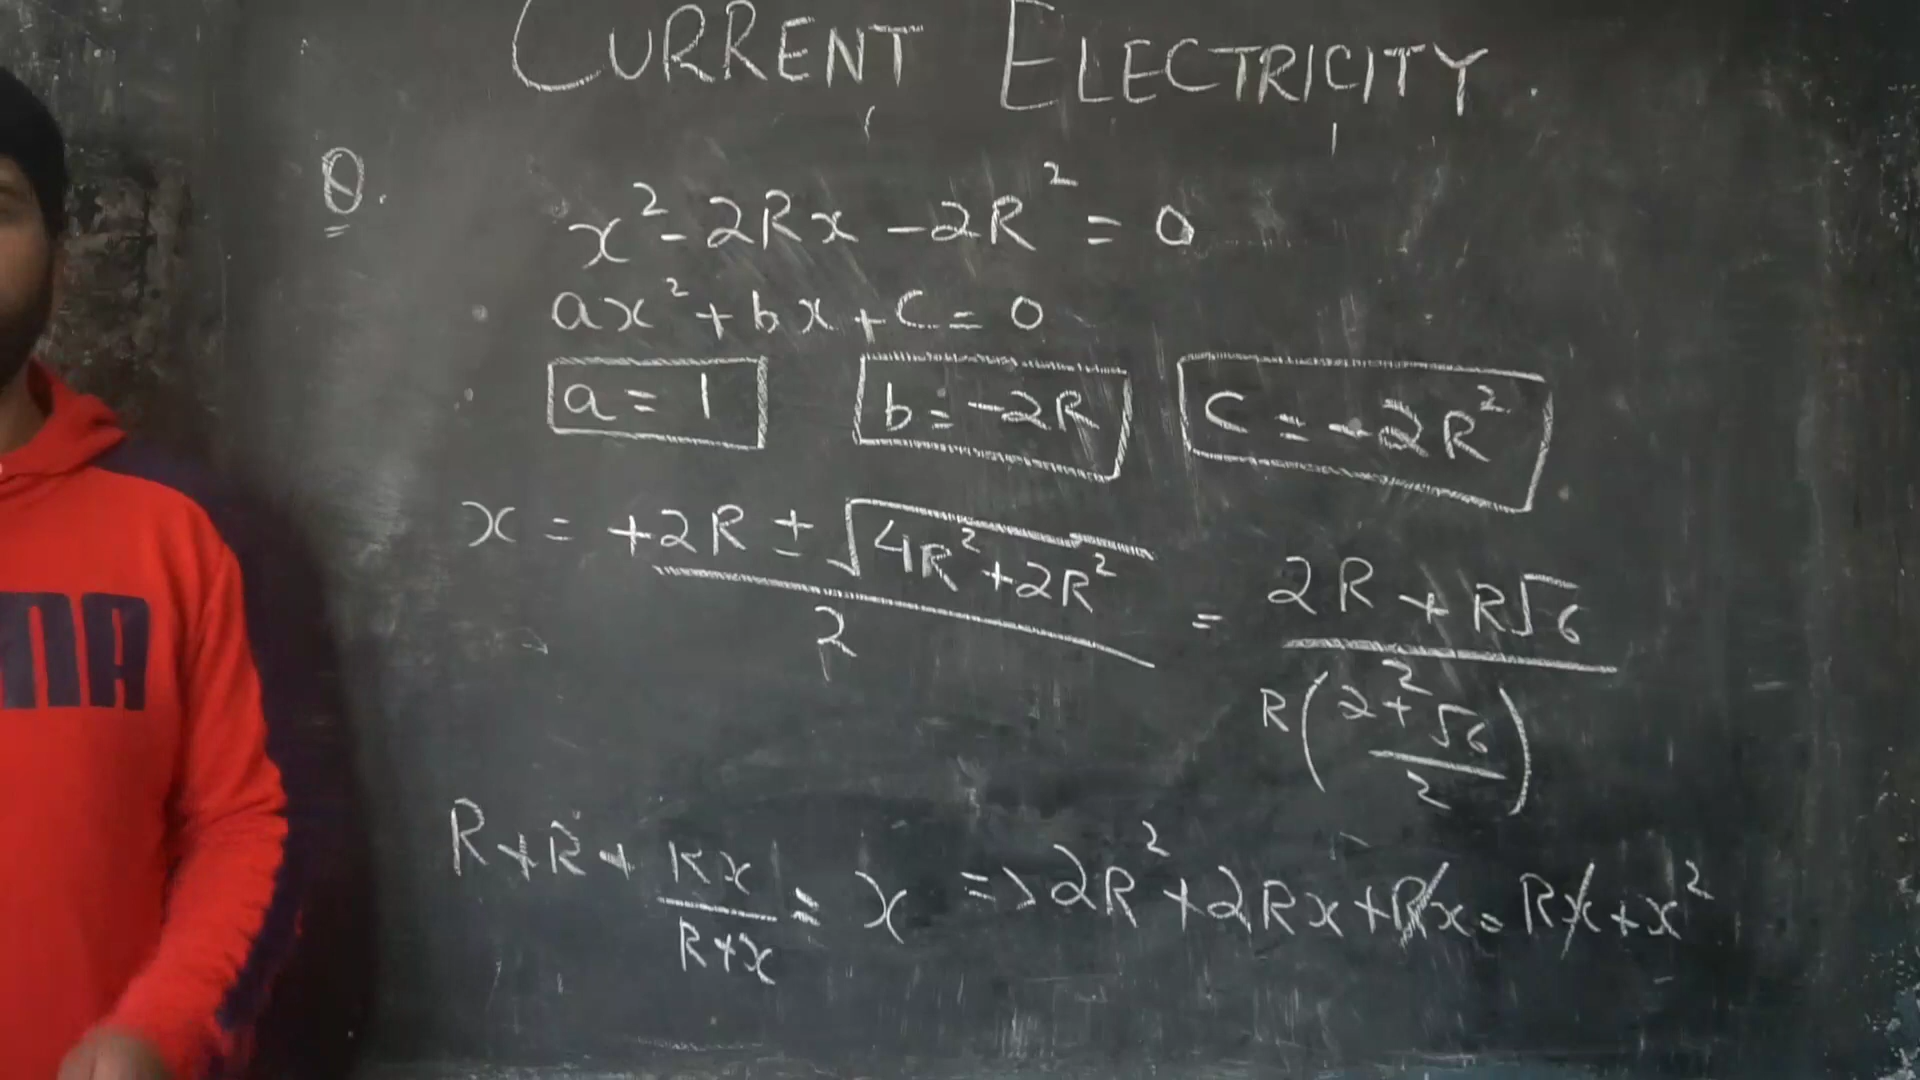 CURRENT ELECTRICITY.
Q.
x² - 2Rx - 2R² = 0
ax² + bx + c = 0
a = 1 b = -2R c = -2R²
x = +2R ± √4R² + 2R² / 2 = 2R + R√6 / 2
R(2 + √6 / 2)
R + R + Rx / R + x = x => 2R² + 2Rx + Rx = Rx + x²
NA